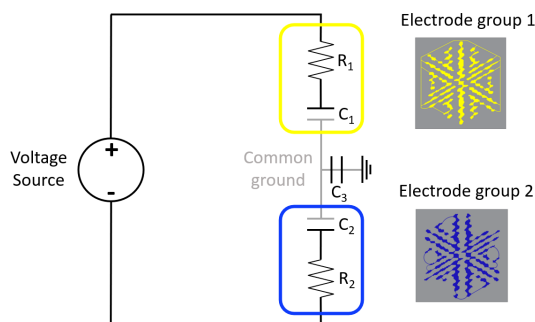 Electrode group 1
R1
C1
+
Voltage
Source
-
Common
ground
C3
Electrode group 2
C2
R2